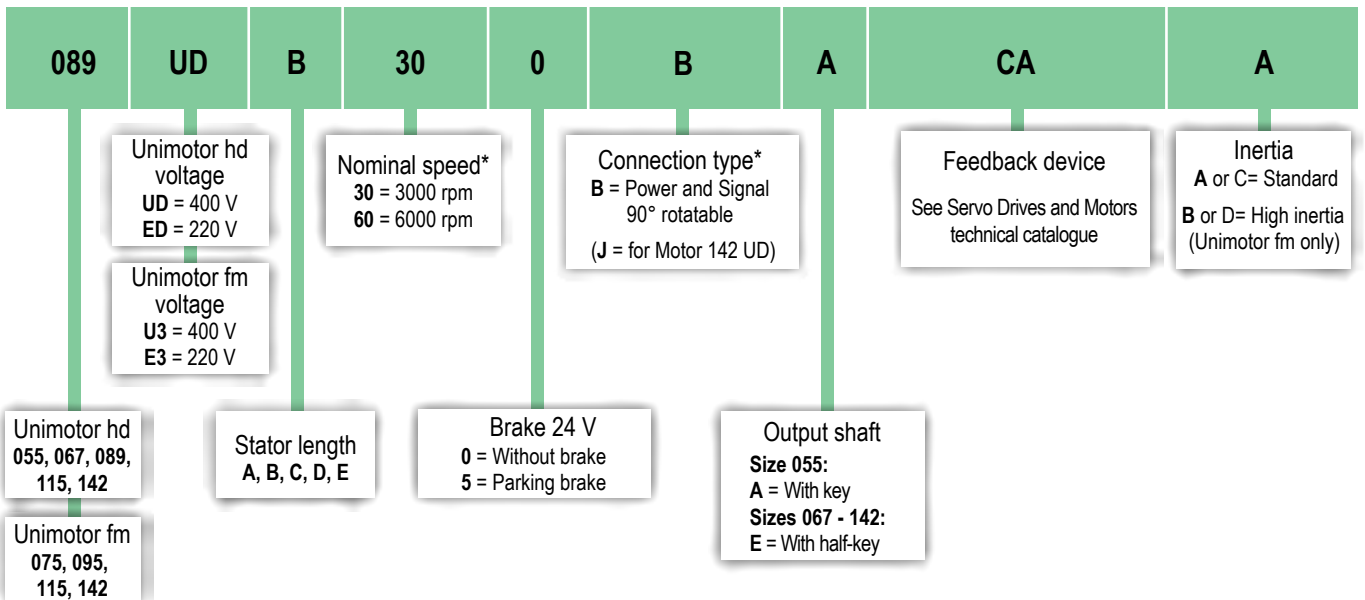 089 UD B 30 0 B A CA A
Unimotor hd
voltage
UD = 400 V
ED = 220 V
Unimotor fm
voltage
U3 = 400 V
E3 = 220 V
Nominal speed*
30 = 3000 rpm
60 = 6000 rpm
Connection type*
B = Power and Signal
90° rotatable
(J = for Motor 142 UD)
Feedback device
See Servo Drives and Motors
technical catalogue
Inertia
A or C= Standard
B or D= High inertia
(Unimotor fm only)
Unimotor hd
055, 067, 089,
115, 142
Unimotor fm
075, 095,
115, 142
Stator length
A, B, C, D, E
Brake 24 V
0 = Without brake
5 = Parking brake
Output shaft
Size 055:
A = With key
Sizes 067 - 142:
E = With half-key